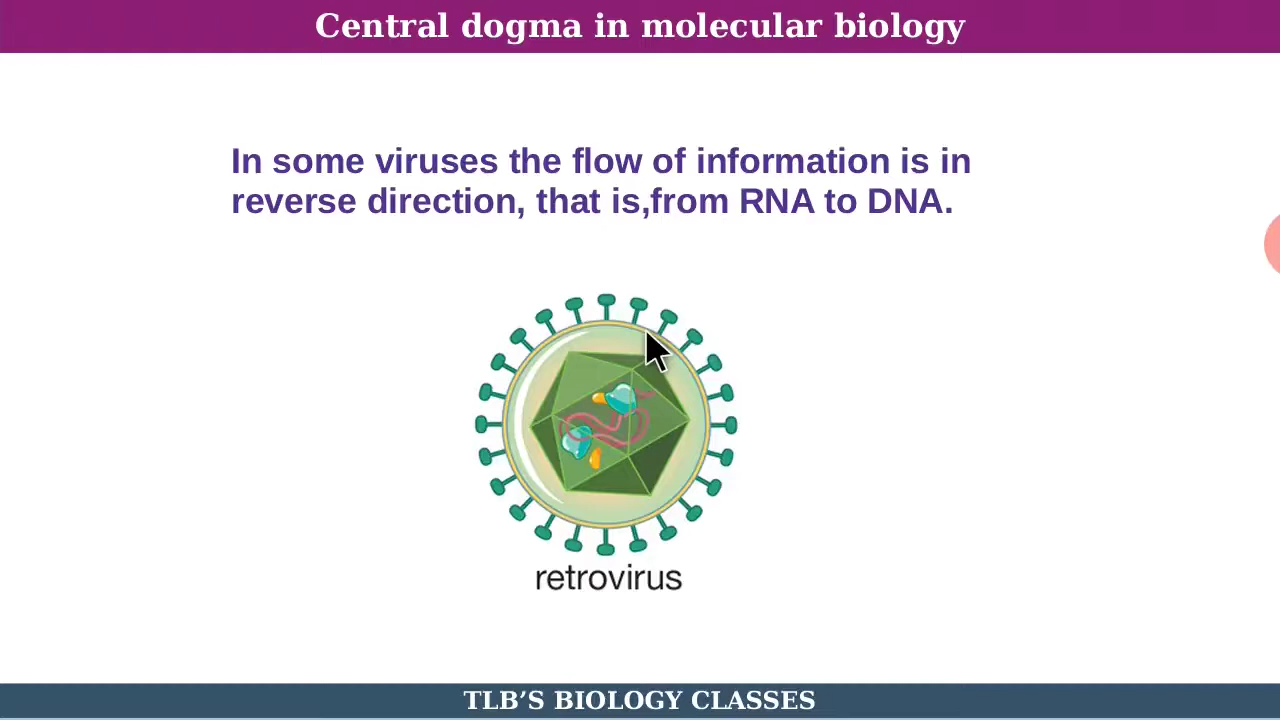 Central dogma in molecular biology
In some viruses the flow of information is in
reverse direction, that is,from RNA to DNA.
retrovirus
TLB’S BIOLOGY CLASSES